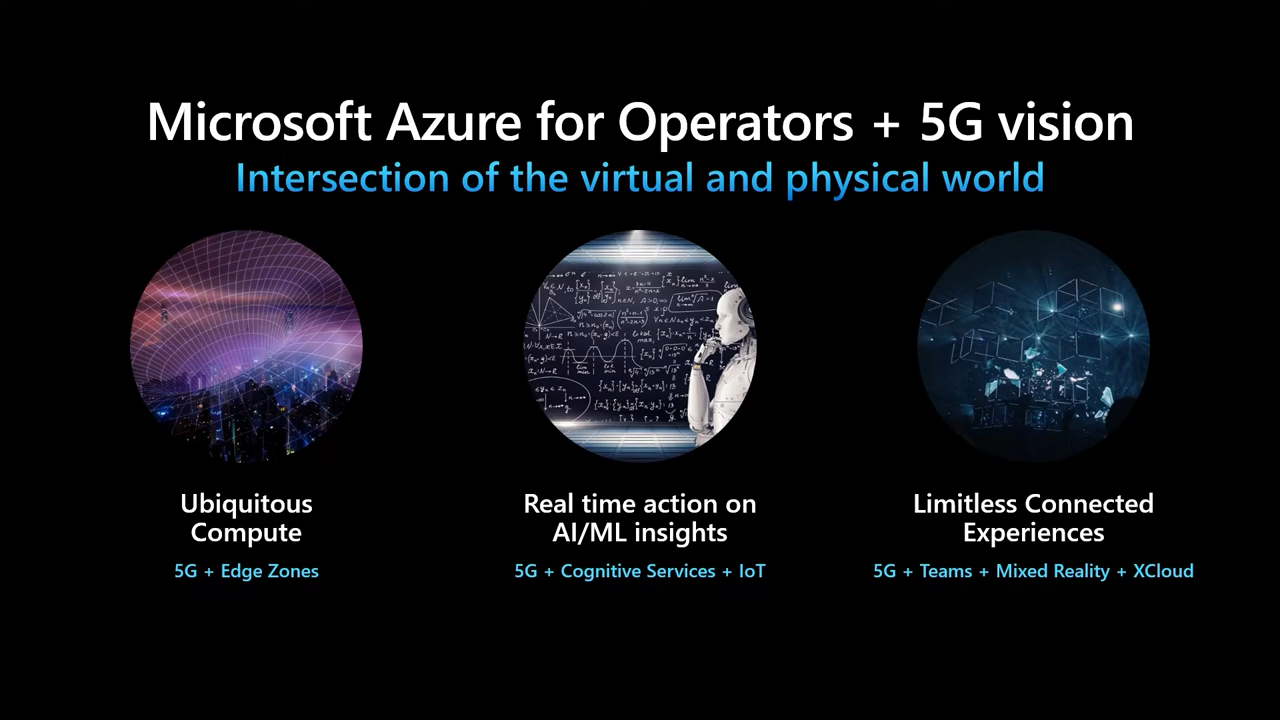 Microsoft Azure for Operators + 5G vision
Intersection of the virtual and physical world
Ubiquitous
Compute
5G + Edge Zones
Real time action on
AI/ML insights
5G + Cognitive Services + IoT
Limitless Connected
Experiences
5G + Teams + Mixed Reality + XCloud